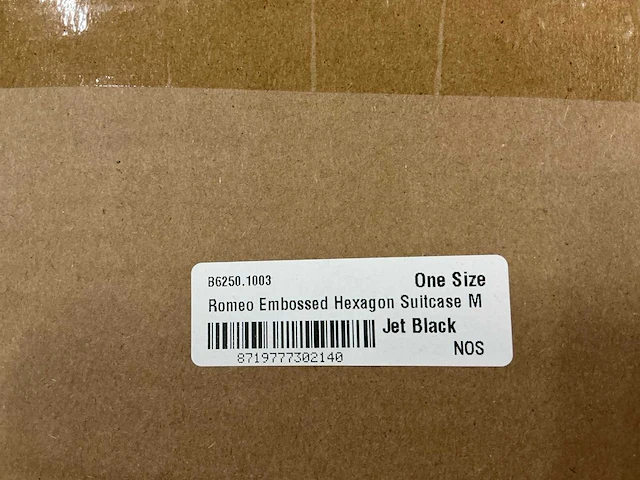 B6250.1003 One Size
Romeo Embossed Hexagon Suitcase M
Jet Black
8719777302140
NOS